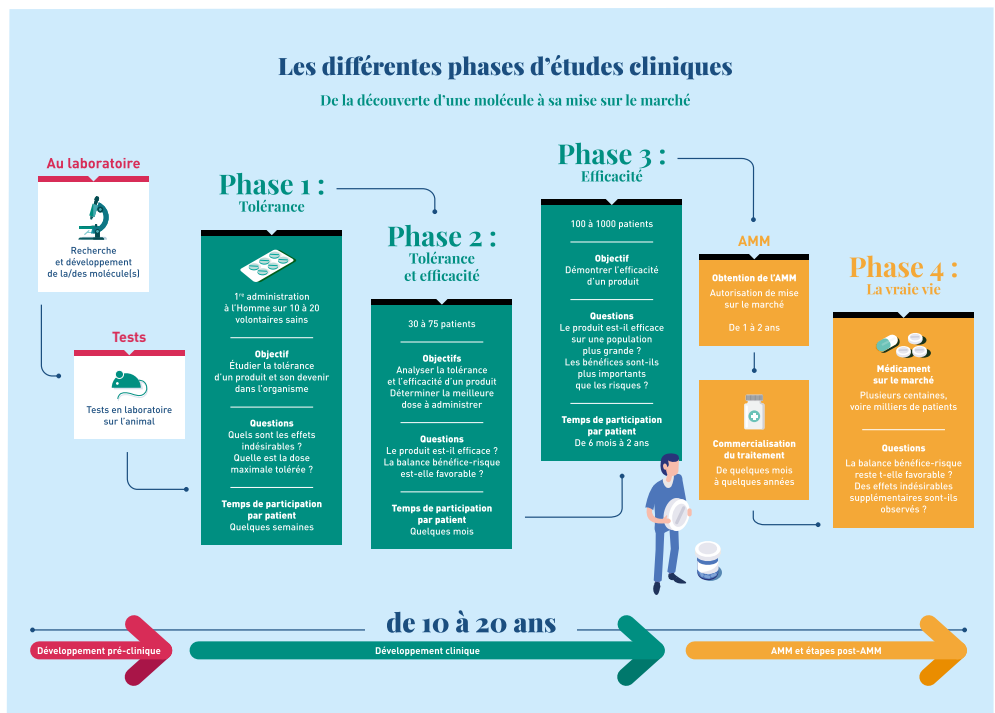 Les différentes phases d'études cliniques
De la découverte d'une molécule à sa mise sur le marché
Au laboratoire
Recherche
et développement
de la/des molécule(s)
Tests
Tests en laboratoire
sur l'animal
Phase 1 :
Tolérance
1re administration
à l'Homme sur 10 à 20
volontaires sains
Objectif
Étudier la tolérance
d'un produit et son devenir
dans l'organisme
Questions
Quels sont les effets
indésirables ?
Quelle est la dose
maximale tolérée ?
Temps de participation
par patient
Quelques semaines
Phase 2 :
Tolérance
et efficacité
30 à 75 patients
Objectifs
Analyser la tolérance
et l'efficacité d'un produit
Déterminer la meilleure
dose à administrer
Questions
Le produit est-il efficace ?
La balance bénéfice-risque
est-elle favorable ?
Temps de participation
par patient
Quelques mois
Phase 3 :
Efficacité
100 à 1000 patients
Objectif
Démontrer l'efficacité
d'un produit
Questions
Le produit est-il efficace
sur une population
plus grande ?
Les bénéfices sont-ils
plus importants
que les risques ?
Temps de participation
par patient
De 6 mois à 2 ans
AMM
Obtention de l'AMM
Autorisation de mise
sur le marché
De 1 à 2 ans
Commercialisation
du traitement
De quelques mois
à quelques années
Phase 4 :
La vraie vie
Médicament
sur le marché
Plusieurs centaines,
voire milliers de patients
Questions
La balance bénéfice-risque
reste t-elle favorable ?
Des effets indésirables
supplémentaires sont-ils
observés ?
de 10 à 20 ans
Développement pré-clinique
Développement clinique
AMM et étapes post-AMM